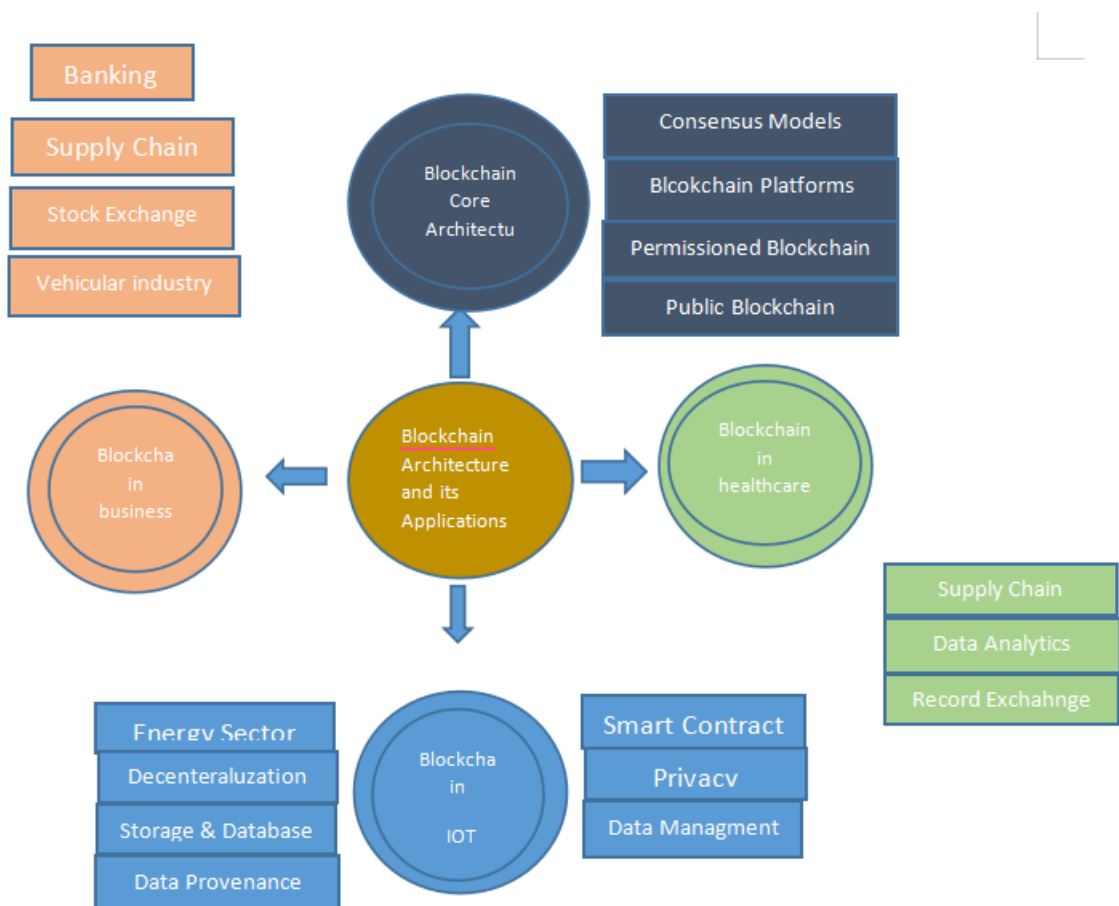 Banking
Supply Chain
Stock Exchange
Vehicular industry
Blockchain
Core
Architectu
Consensus Models
Blcokchain Platforms
Permissioned Blockchain
Public Blockchain
Blockcha
in
business
Blockchain
Architecture
and its
Applications
Blockchain
in
healthcare
Supply Chain
Data Analytics
Record Exchahnge
Energy Sector
Decenteraluzation
Storage & Database
Data Provenance
Blockcha
in
IOT
Smart Contract
Privacy
Data Managment